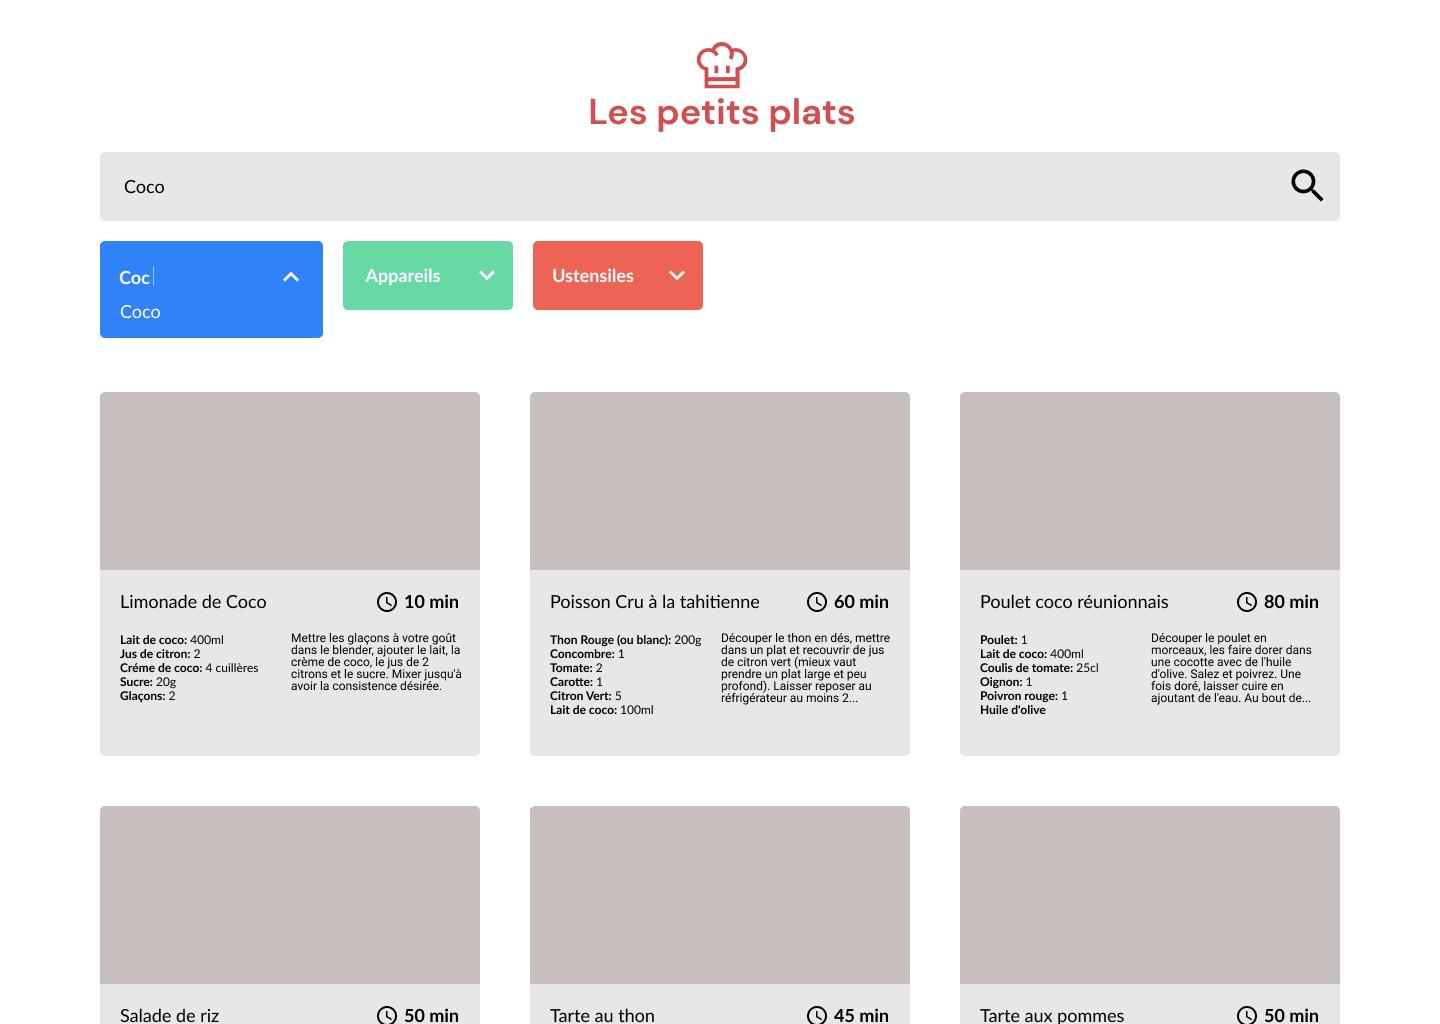 Les petits plats
Coco
Coc
Coco
Appareils
Ustensiles
Limonade de Coco
10 min
Lait de coco: 400ml
Jus de citron: 2
Créme de coco: 4 cuillères
Sucre: 20g
Glaçons: 2
Mettre les glaçons à votre goût
dans le blender, ajouter le lait, la
crème de coco, le jus de 2
citrons et le sucre. Mixer jusqu'à
avoir la consistence désirée.
Poisson Cru à la tahitienne
60 min
Thon Rouge (ou blanc): 200g
Concombre: 1
Tomate: 2
Carotte: 1
Citron Vert: 5
Lait de coco: 100ml
Découper le thon en dés, mettre
dans un plat et recouvrir de jus
de citron vert (mieux vaut
prendre un plat large et peu
profond). Laisser reposer au
réfrigérateur au moins 2...
Poulet coco réunionnais
80 min
Poulet: 1
Lait de coco: 400ml
Coulis de tomate: 25cl
Oignon: 1
Poivron rouge: 1
Huile d'olive
Découper le poulet en
morceaux, les faire dorer dans
une cocotte avec de l'huile
d'olive. Salez et poivrez. Une
fois doré, laisser cuire en
ajoutant de l'eau. Au bout de...
Salade de riz
50 min
Tarte au thon
45 min
Tarte aux pommes
50 min